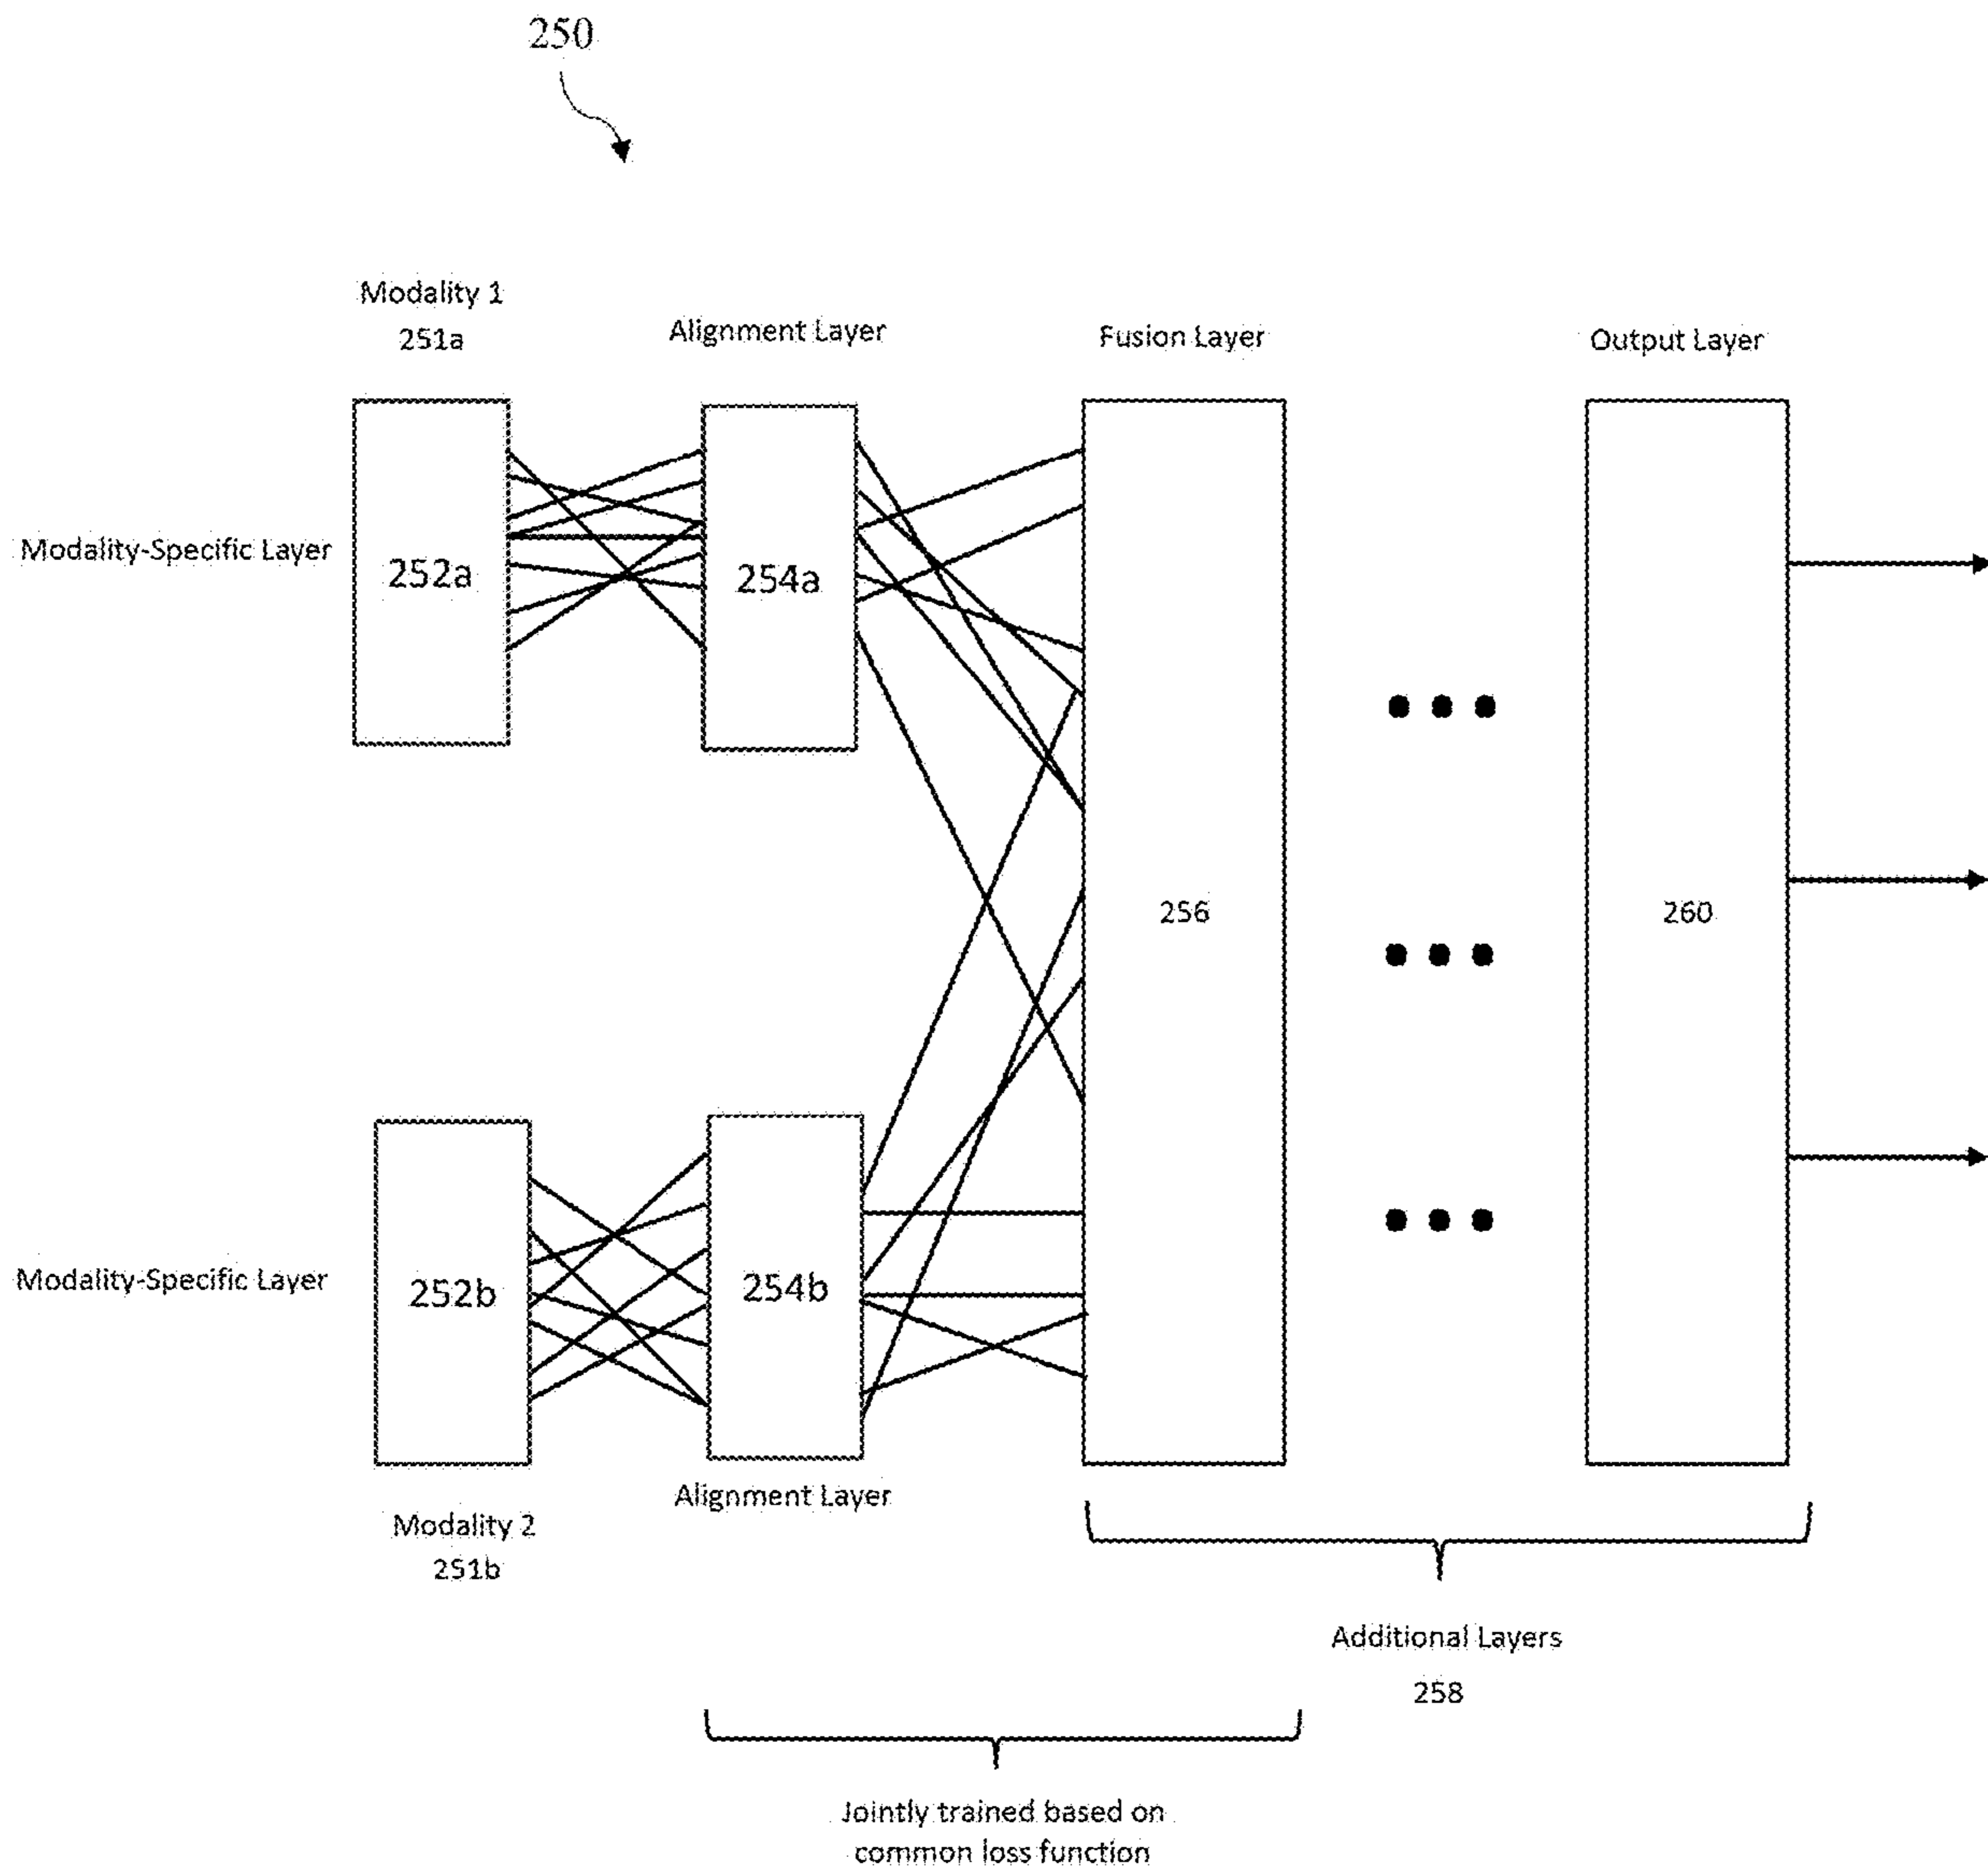 250
Modality 1
251a
Alignment Layer
Fusion Layer
Output Layer
Modality-Specific Layer
252a
254a
256
260
Modality-Specific Layer
252b
254b
Alignment Layer
Modality 2
251b
Additional Layers
258
Jointly trained based on
common loss function